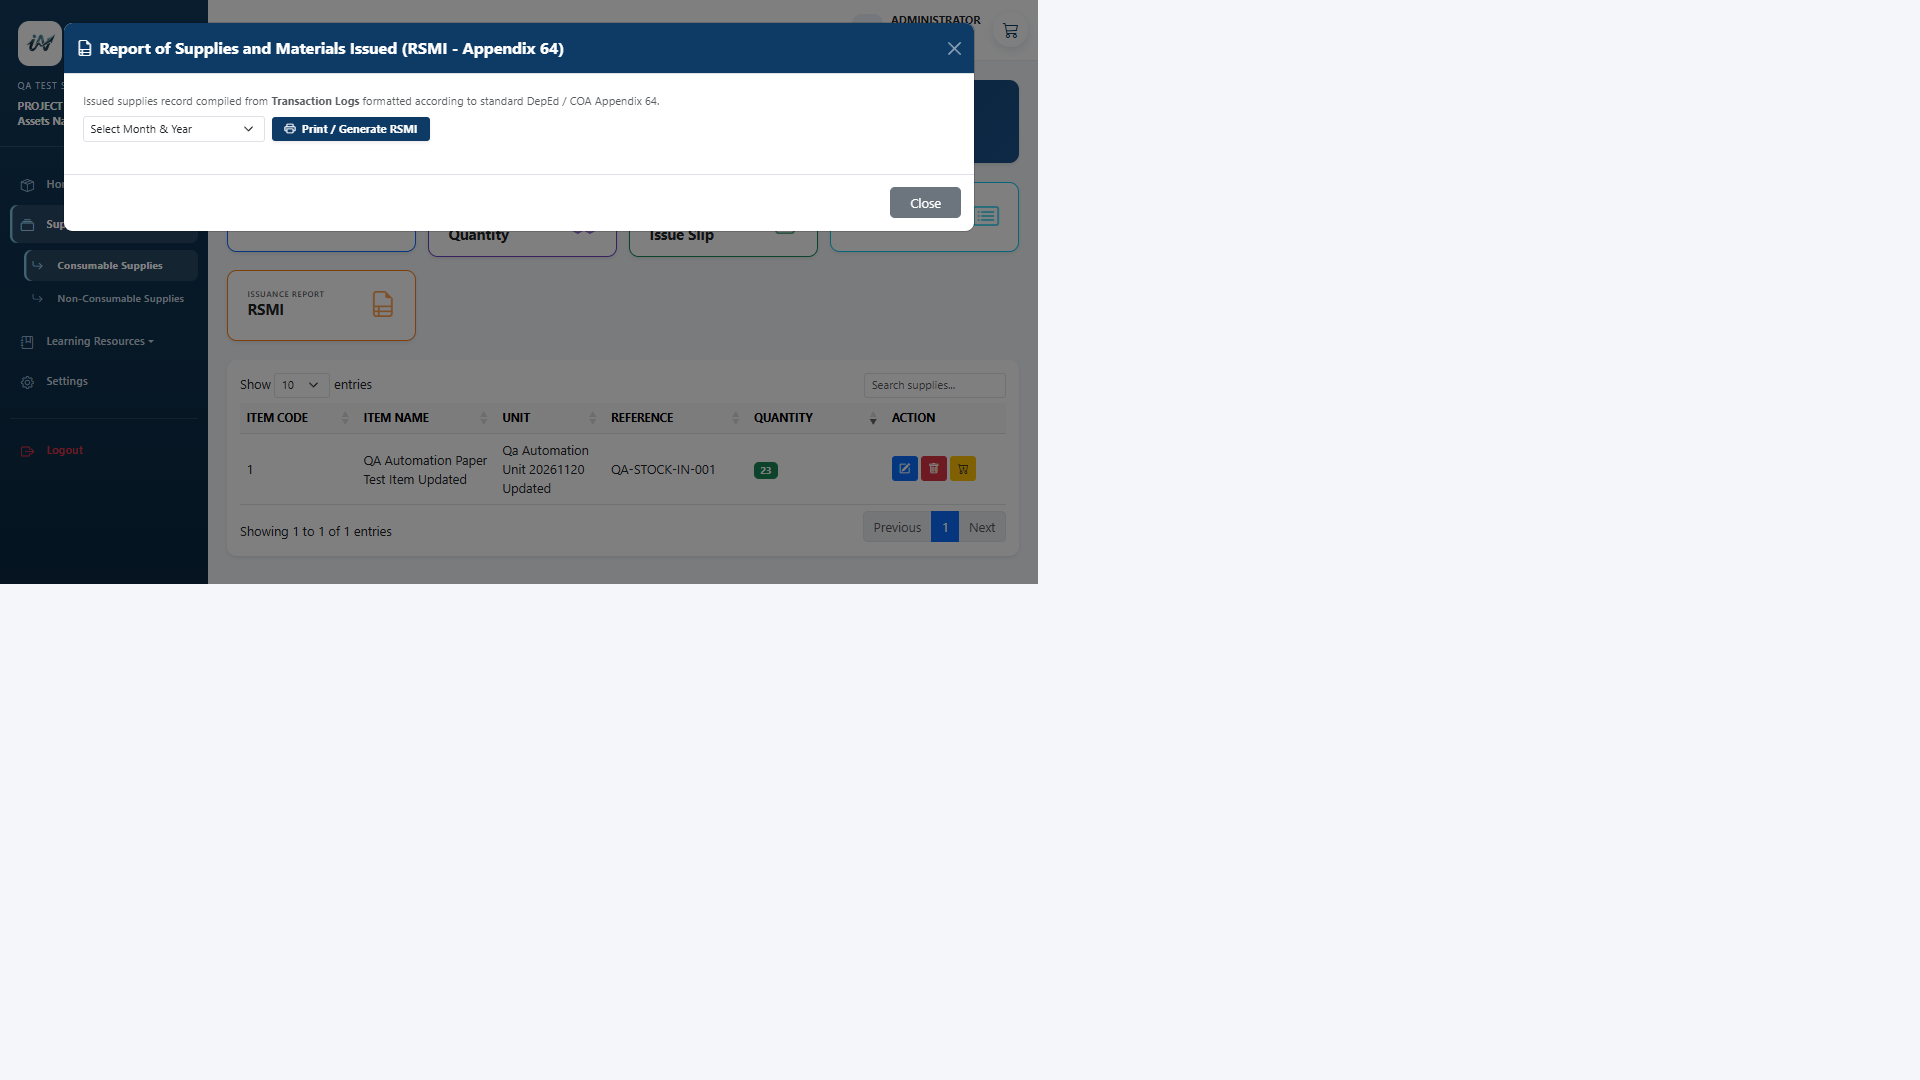 ADMINISTRATOR
Report of Supplies and Materials Issued (RSMI - Appendix 64)
QA TEST S
PROJECT
Assets Na
Issued supplies record compiled from Transaction Logs formatted according to standard DepEd / COA Appendix 64.
Select Month & Year
Print / Generate RSMI
Close
Hor
Sup
Consumable Supplies
Non-Consumable Supplies
Learning Resources
Settings
Logout
Quantity
Issue Slip
ISSUANCE REPORT
RSMI
Show 10 entries
Search supplies...
ITEM CODE ITEM NAME UNIT REFERENCE QUANTITY ACTION
1 QA Automation Paper Test Item Updated Qa Automation Unit 20261120 Updated QA-STOCK-IN-001 23
Showing 1 to 1 of 1 entries
Previous 1 Next